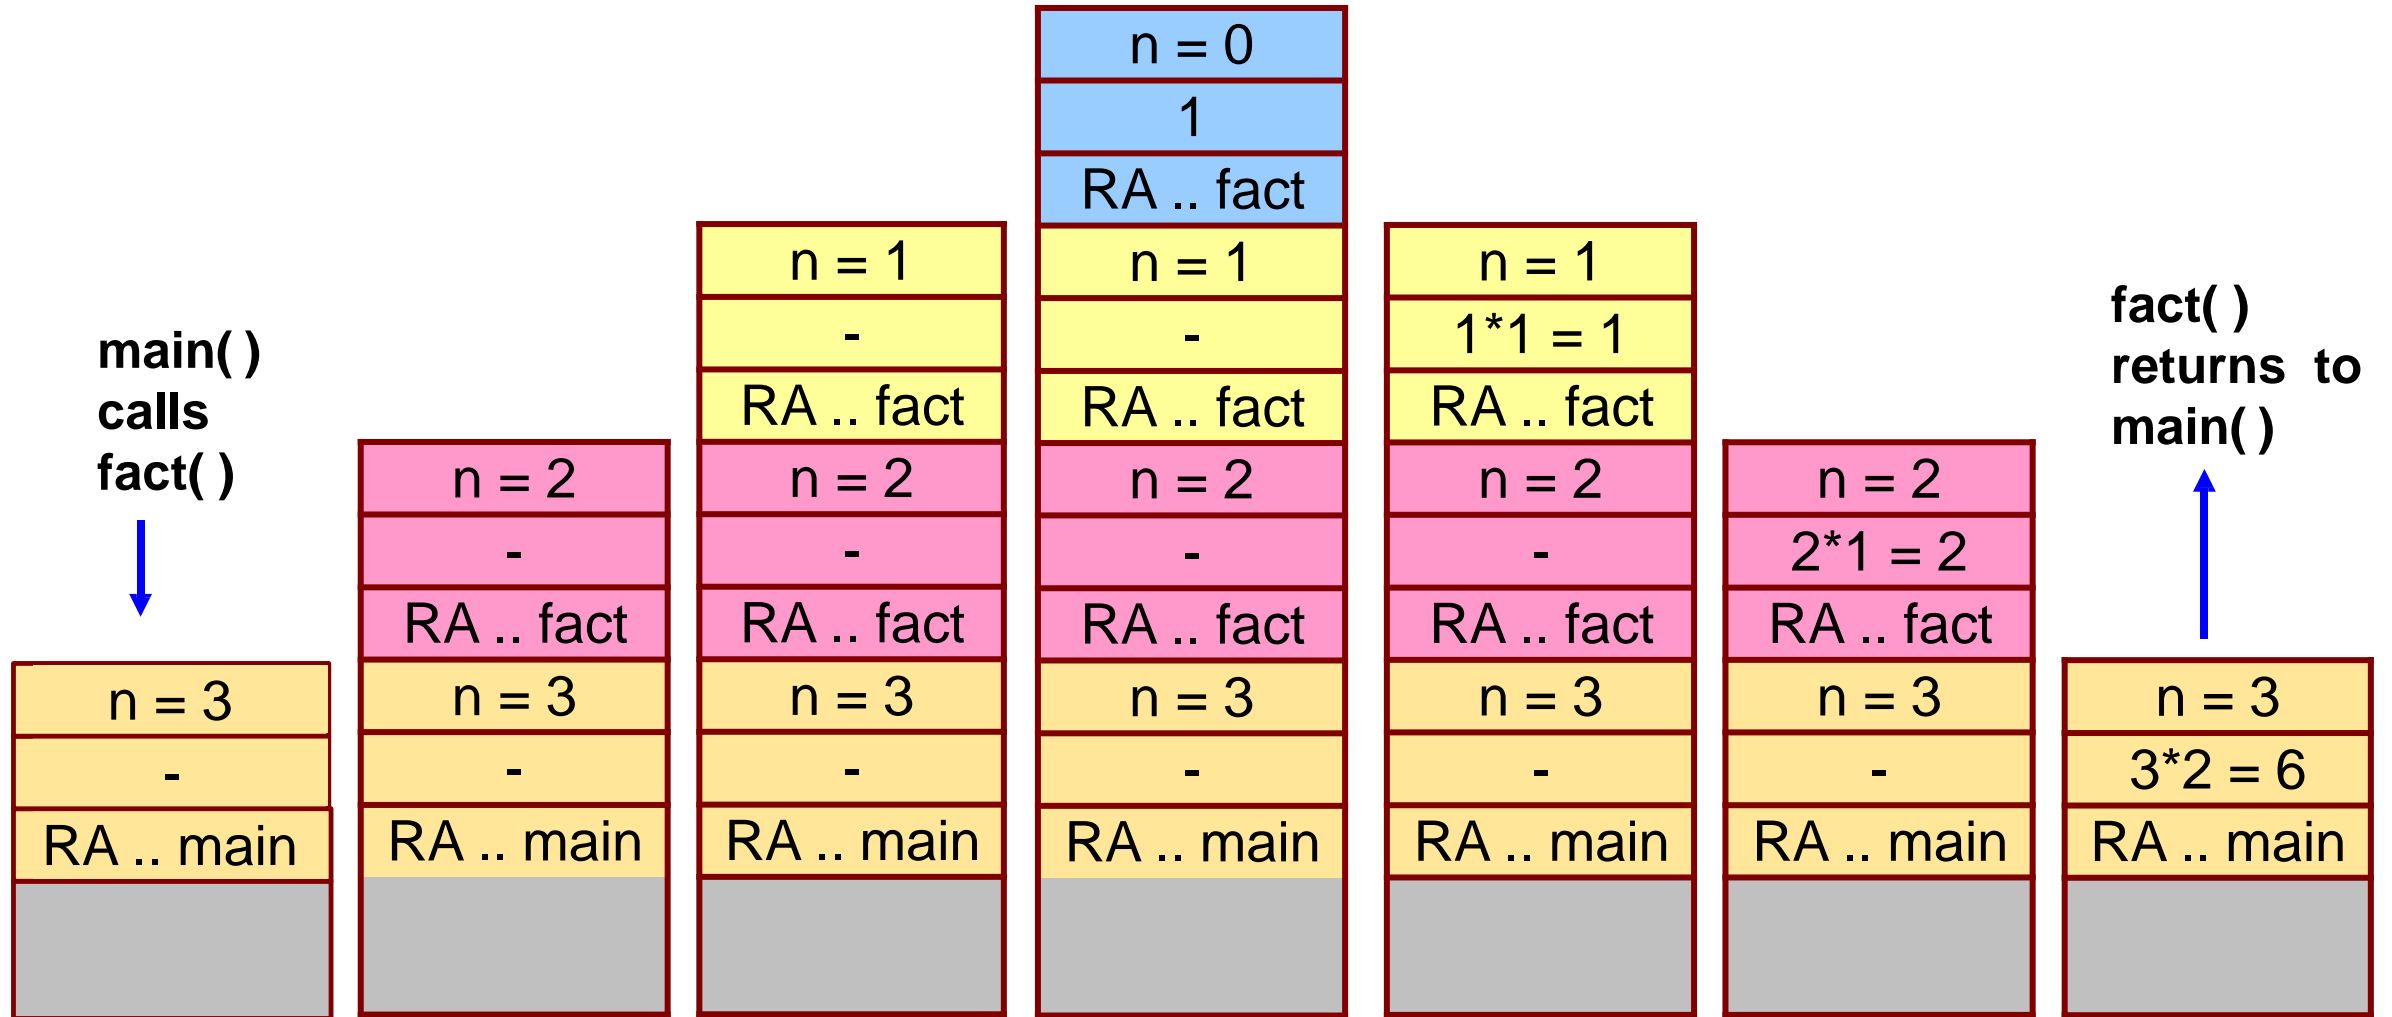 main( )
calls
fact( )
n = 3
-
RA .. main
n = 2
-
RA .. fact
n = 3
-
RA .. main
n = 1
-
RA .. fact
n = 2
-
RA .. fact
n = 3
-
RA .. main
n = 0
1
RA .. fact
n = 1
-
RA .. fact
n = 2
-
RA .. fact
n = 3
-
RA .. main
n = 1
1*1 = 1
RA .. fact
n = 2
-
RA .. fact
n = 3
-
RA .. main
n = 2
2*1 = 2
RA .. fact
n = 3
-
RA .. main
fact( )
returns to
main( )
n = 3
3*2 = 6
RA .. main